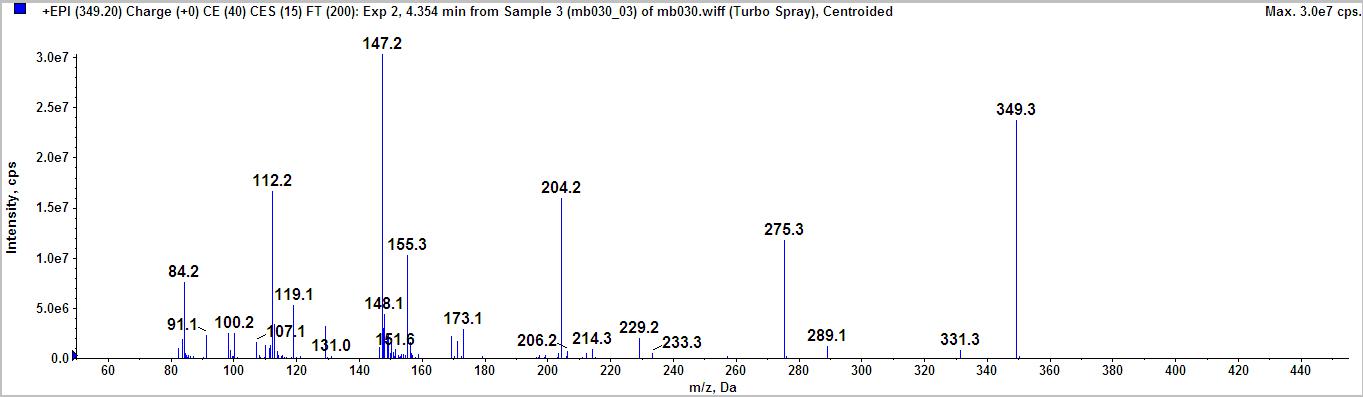 +EPI (349.20) Charge (+0) CE (40) CES (15) FT (200): Exp 2, 4.354 min from Sample 3 (mb030_03) of mb030.wiff (Turbo Spray), Centroided Max. 3.0e7 cps.
147.2
3.0e7
349.3
2.5e7
2.0e7
112.2
204.2
1.5e7
275.3
155.3
1.0e7
84.2
119.1
148.1
5.0e6
91.1 100.2 107.1 173.1
131.0 151.6 206.2 214.3 229.2 233.3 289.1 331.3
0.0
60 80 100 120 140 160 180 200 220 240 260 280 300 320 340 360 380 400 420 440
m/z, Da
Intensity, cps